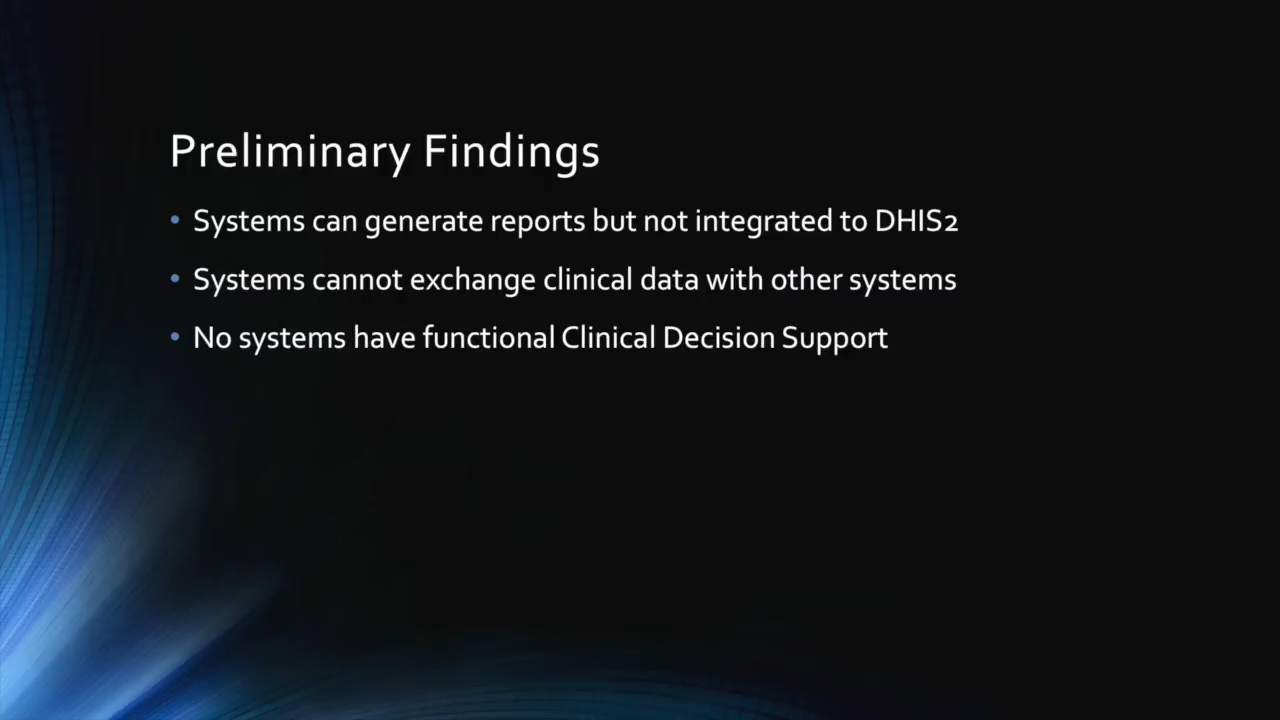 Preliminary Findings
• Systems can generate reports but not integrated to DHIS2
• Systems cannot exchange clinical data with other systems
• No systems have functional Clinical Decision Support